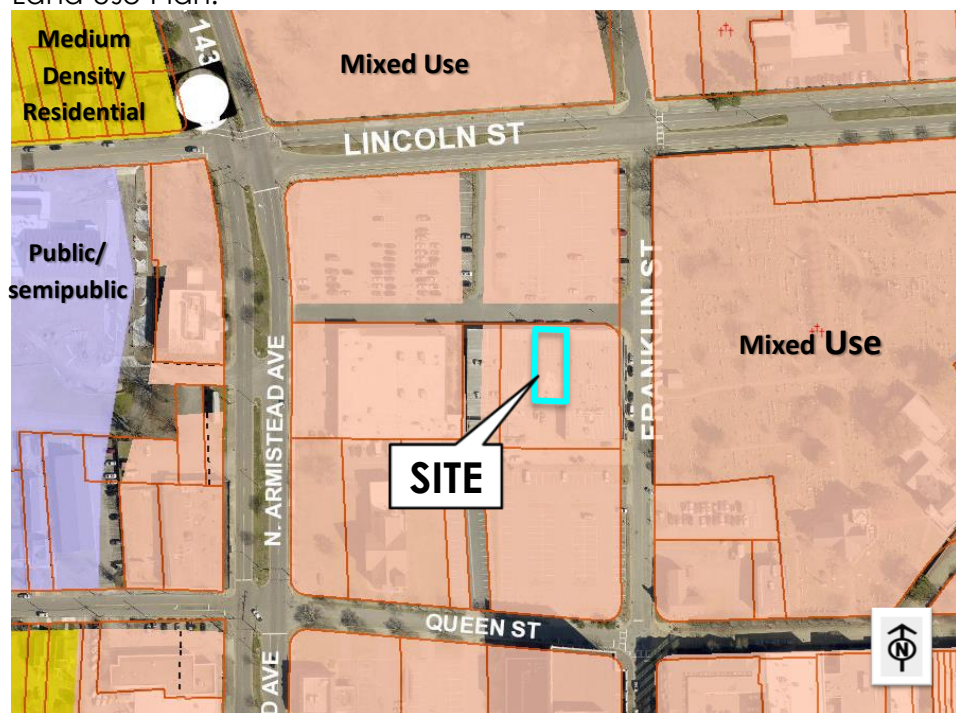 Land Use Plan.
143
Medium
Density
Residential
Mixed Use
LINCOLN ST
Public/
semipublic
N. ARMISTEAD AVE
FRANKLIN ST
Mixed Use
SITE
QUEEN ST
D AVE
N